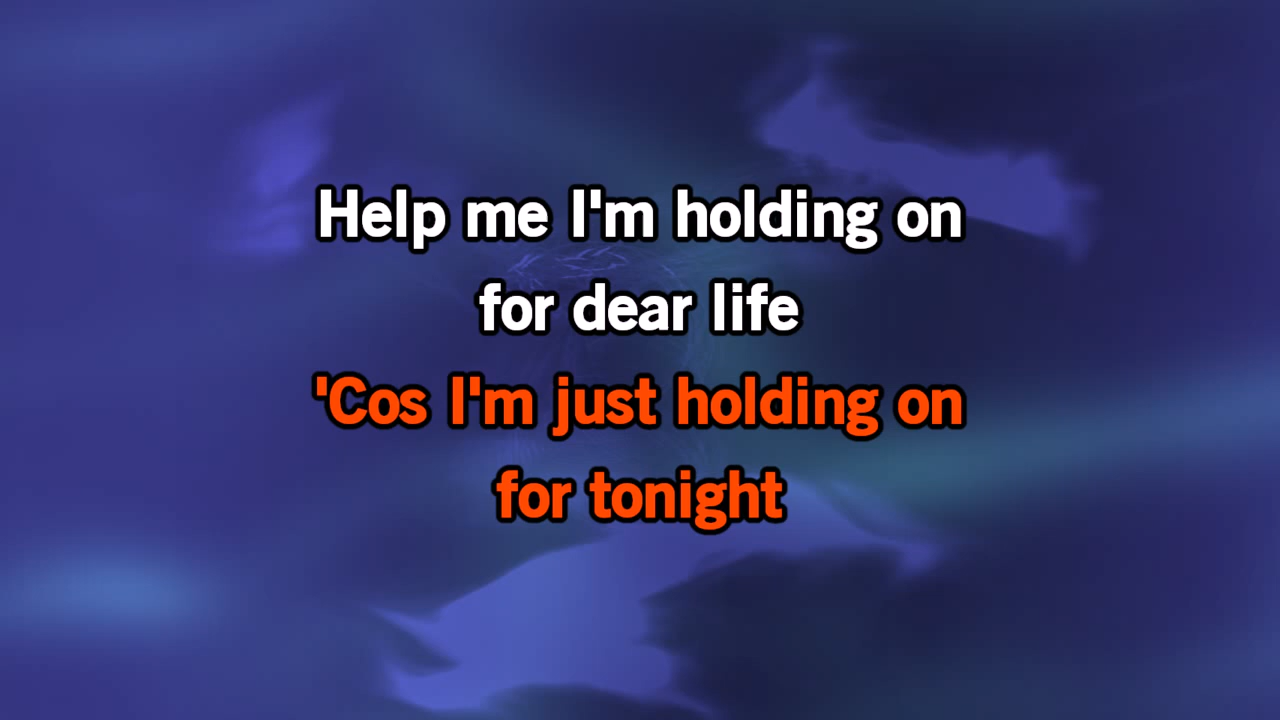 Help me I'm holding on
for dear life
'Cos I'm just holding on
for tonight